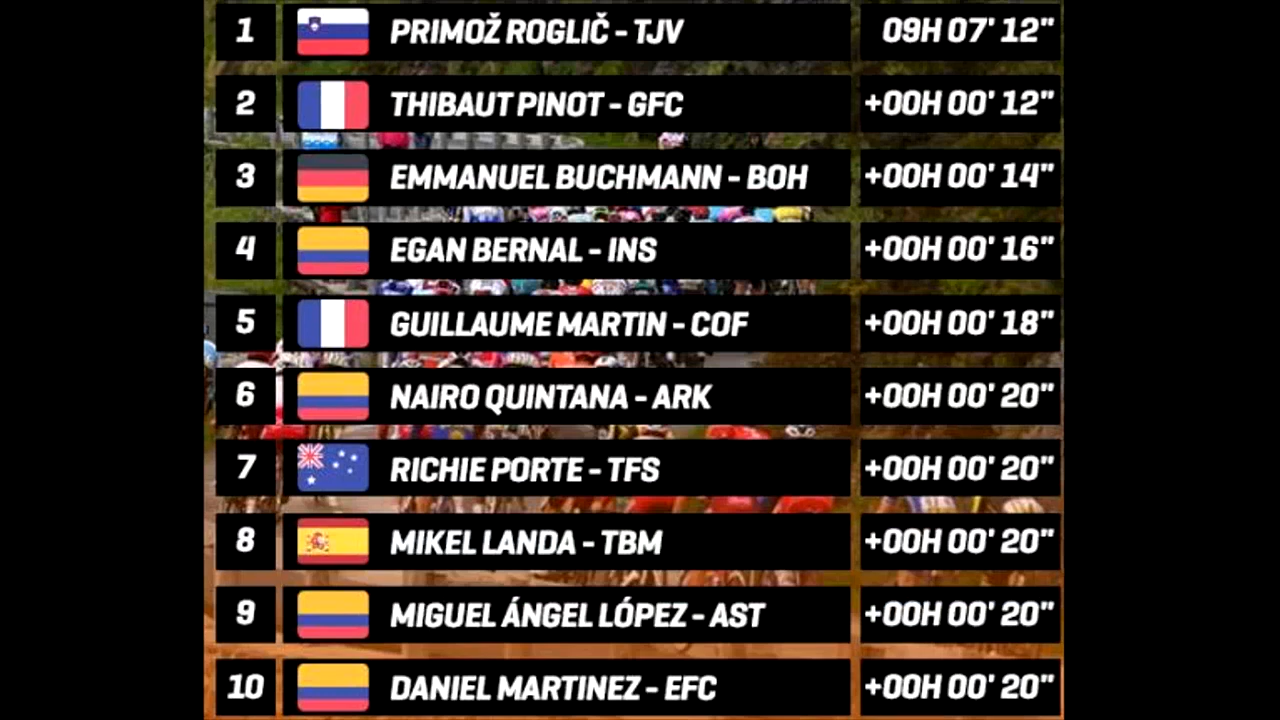 1 PRIMOŽ ROGLIČ - TJV 09H 07' 12"
2 THIBAUT PINOT - GFC +00H 00' 12"
3 EMMANUEL BUCHMANN - BOH +00H 00' 14"
4 EGAN BERNAL - INS +00H 00' 16"
5 GUILLAUME MARTIN - COF +00H 00' 18"
6 NAIRO QUINTANA - ARK +00H 00' 20"
7 RICHIE PORTE - TFS +00H 00' 20"
8 MIKEL LANDA - TBM +00H 00' 20"
9 MIGUEL ÁNGEL LÓPEZ - AST +00H 00' 20"
10 DANIEL MARTINEZ - EFC +00H 00' 20"